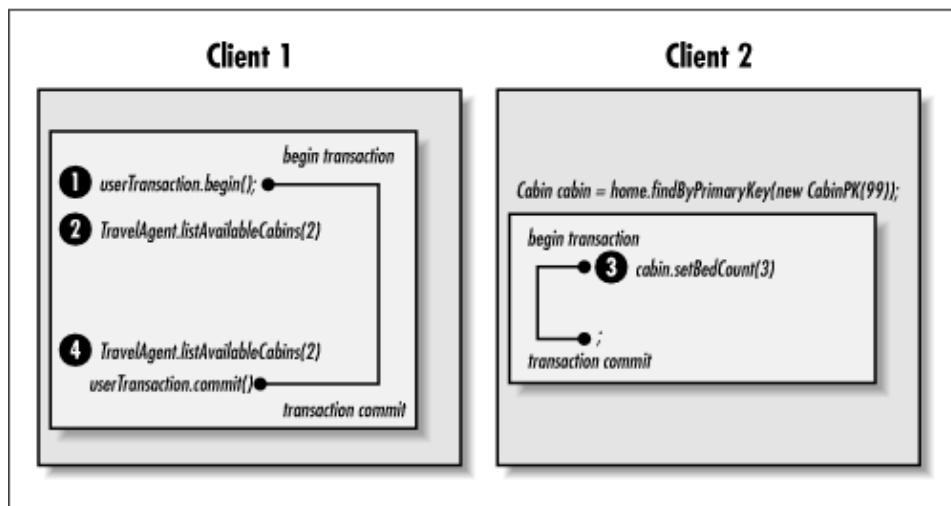 Client 1
begin transaction
1 userTransaction.begin();
2 TravelAgent.listAvailableCabins(2)
4 TravelAgent.listAvailableCabins(2)
userTransaction.commit()
transaction commit
Client 2
Cabin cabin = home.findByPrimaryKey(new CabinPK(99));
begin transaction
3 cabin.setBedCount(3)
;
transaction commit